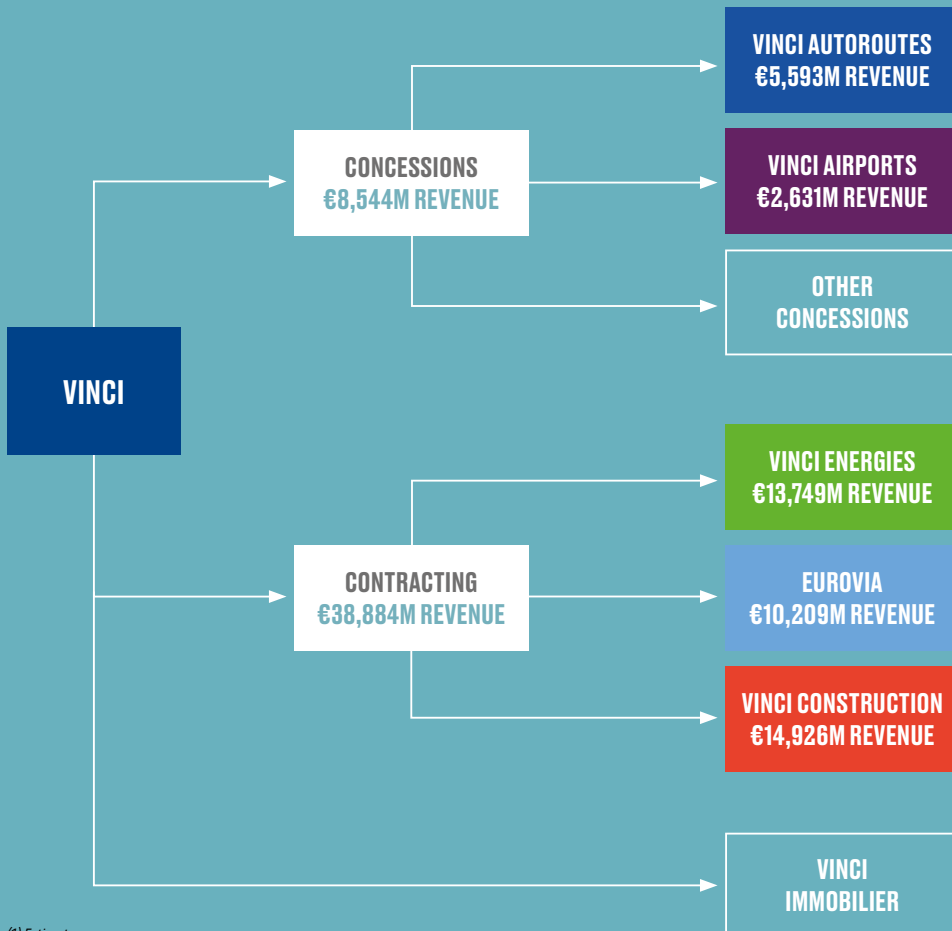 VINCI AUTOROUTES
€5,593M REVENUE
CONCESSIONS
€8,544M REVENUE
VINCI AIRPORTS
€2,631M REVENUE
OTHER
CONCESSIONS
VINCI
VINCI ENERGIES
€13,749M REVENUE
CONTRACTING
€38,884M REVENUE
EUROVIA
€10,209M REVENUE
VINCI CONSTRUCTION
€14,926M REVENUE
VINCI
IMMOBILIER